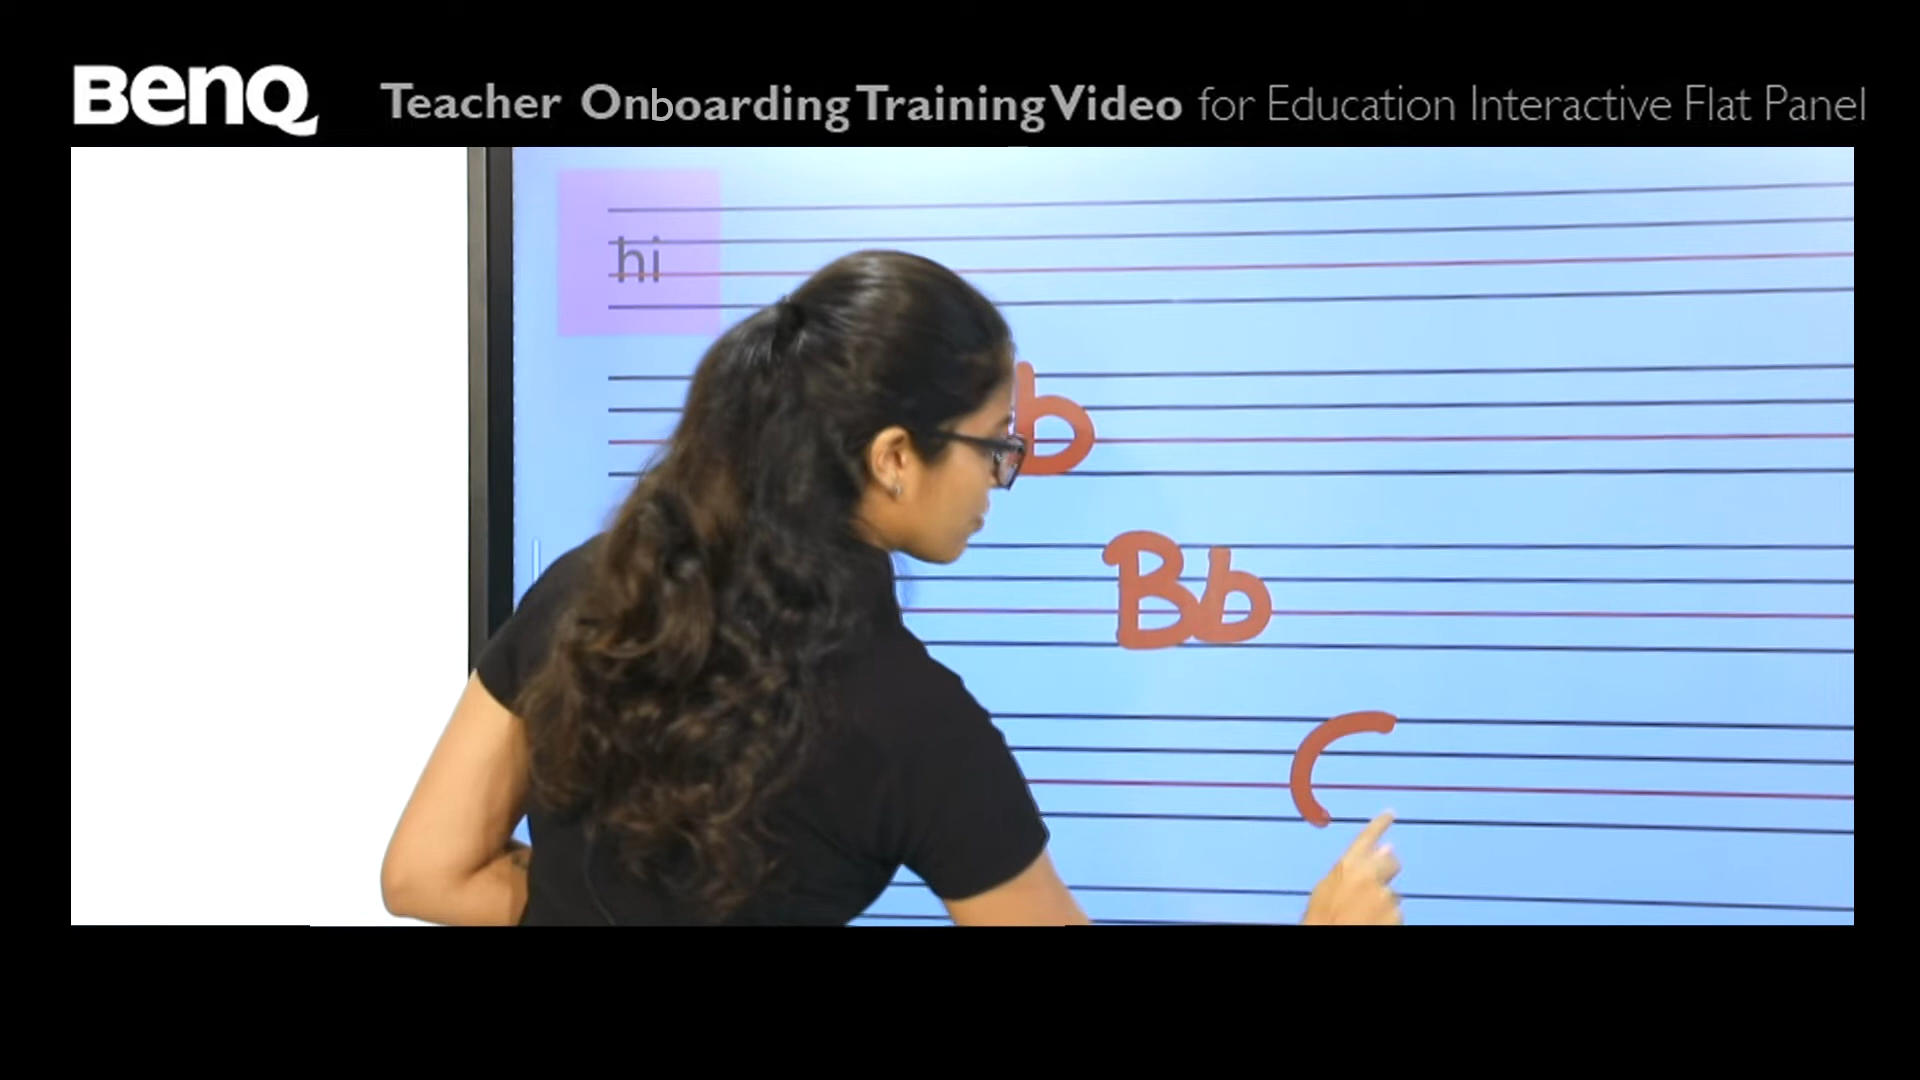 BenQ Teacher Onboarding Training Video for Education Interactive Flat Panel
hi
b
Bb
C